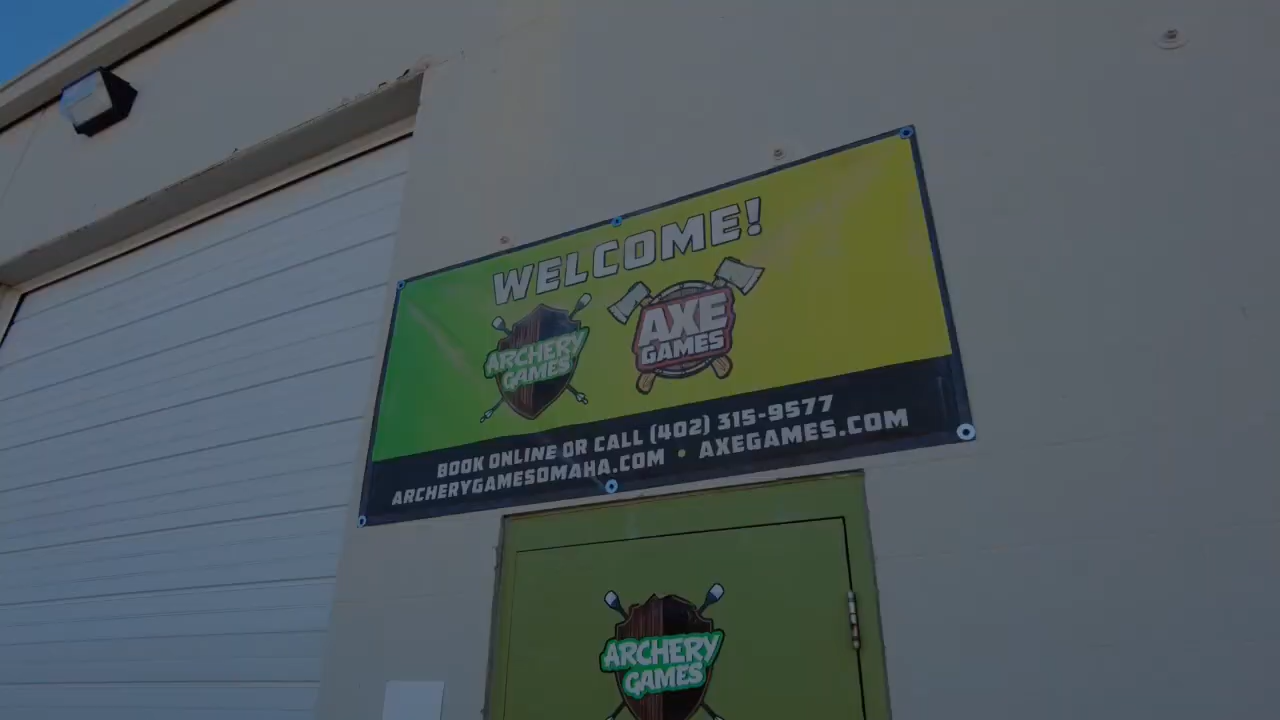 WELCOME!
ARCHERY
GAMES
AXE
GAMES
BOOK ONLINE OR CALL (402) 315-9577
ARCHERYGAMESOMAHA.COM • AXEGAMES.COM
ARCHERY
GAMES